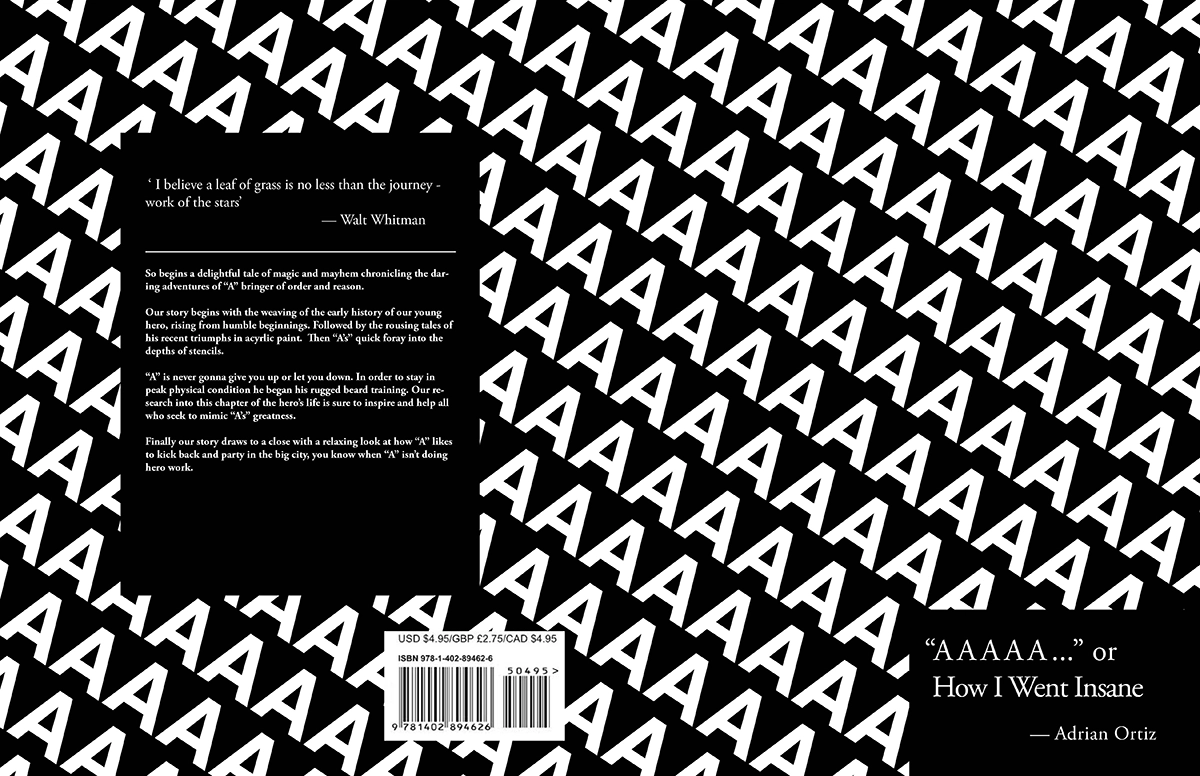 ‘ I believe a leaf of grass is no less than the journey -
work of the stars’
— Walt Whitman
So begins a delightful tale of magic and mayhem chronicling the dar-
ing adventures of “A” bringer of order and reason.
Our story begins with the weaving of the early history of our young
hero, rising from humble beginnings. Followed by the rousing tales of
his recent triumphs in acyrlic paint.  Then “A’s” quick foray into the
depths of stencils.
“A” is never gonna give you up or let you down. In order to stay in
peak physical condition he began his rugged beard training. Our re-
search into this chapter of the hero’s life is sure to inspire and help all
who seek to mimic “A’s” greatness.
Finally our story draws to a close with a relaxing look at how “A” likes
to kick back and party in the big city, you know when “A” isn’t doing
hero work.
USD $4.95/GBP £2.75/CAD $4.95
ISBN 978-1-402-89462-6
50495>
9 781402 894626
“AAAAA...” or
How I Went Insane
— Adrian Ortiz